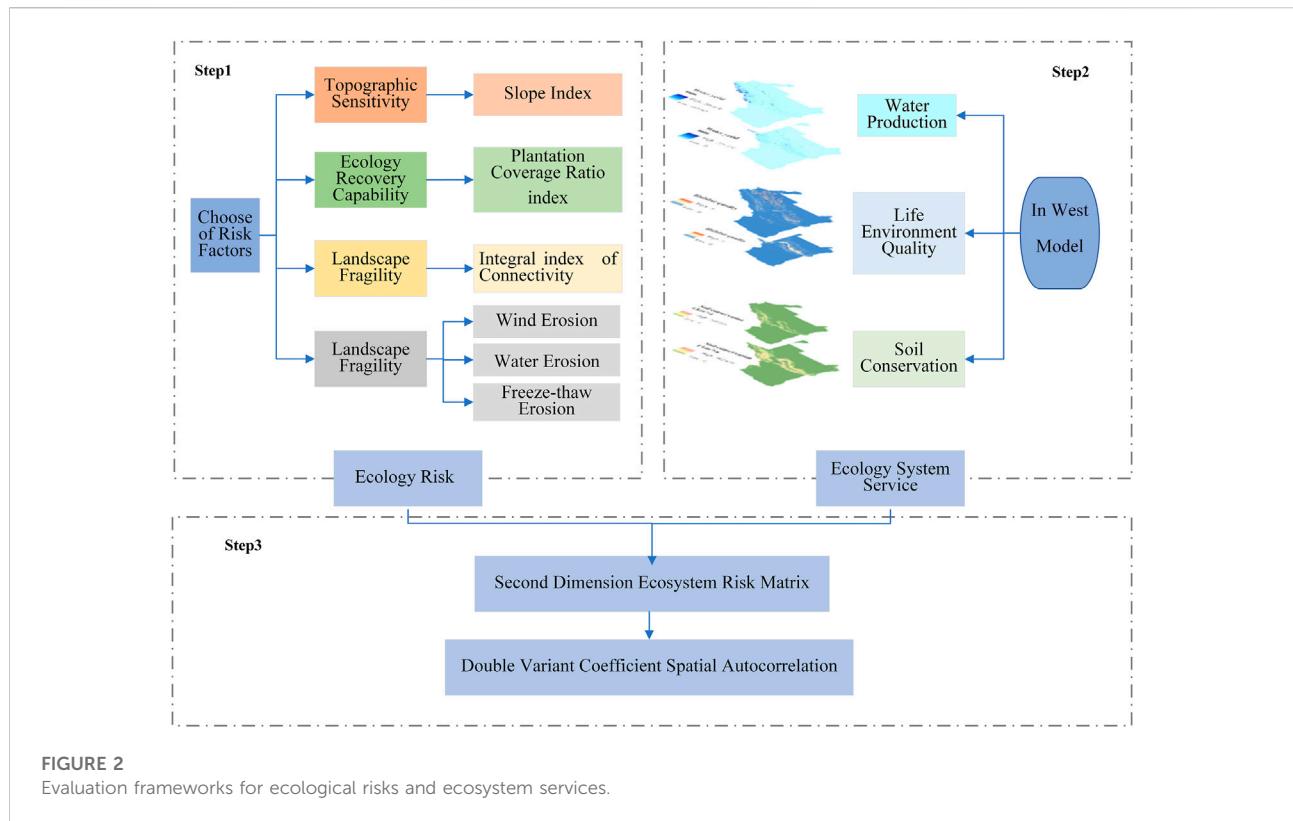 Step1
Choose
of Risk
Factors
Topographic
Sensitivity
Slope Index
Ecology
Recovery
Capability
Plantation
Coverage Ratio
index
Landscape
Fragility
Integral index of
Connectivity
Landscape
Fragility
Wind Erosion
Water Erosion
Freeze-thaw
Erosion
Ecology Risk
Step2
Water
Production
Life
Environment
Quality
Soil
Conservation
In West
Model
Ecology System
Service
Step3
Second Dimension Ecosystem Risk Matrix
Double Variant Coefficient Spatial Autocorrelation
FIGURE 2
Evaluation frameworks for ecological risks and ecosystem services.